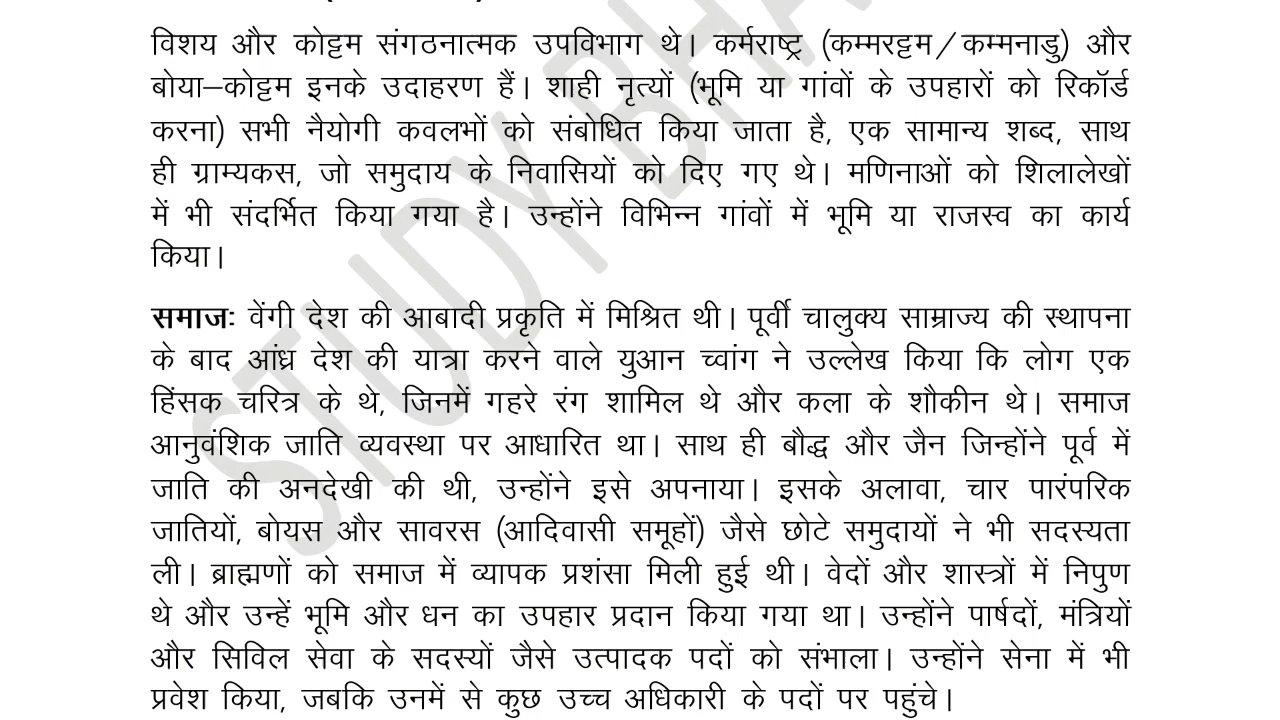 विशय और कोट्टम संगठनात्मक उपविभाग थे। कर्मराष्ट्र (कम्मरट्टम/कम्मनाडु) और
बोया–कोट्टम इनके उदाहरण हैं। शाही नृत्यों (भूमि या गांवों के उपहारों को रिकॉर्ड
करना) सभी नैयोगी कवलभों को संबोधित किया जाता है, एक सामान्य शब्द, साथ
ही ग्राम्यकस, जो समुदाय के निवासियों को दिए गए थे। मणिनाओं को शिलालेखों
में भी संदर्भित किया गया है। उन्होंने विभिन्न गांवों में भूमि या राजस्व का कार्य
किया।
समाजः वेंगी देश की आबादी प्रकृति में मिश्रित थी। पूर्वी चालुक्य साम्राज्य की स्थापना
के बाद आंध्र देश की यात्रा करने वाले युआन च्वांग ने उल्लेख किया कि लोग एक
हिंसक चरित्र के थे, जिनमें गहरे रंग शामिल थे और कला के शौकीन थे। समाज
आनुवंशिक जाति व्यवस्था पर आधारित था। साथ ही बौद्ध और जैन जिन्होंने पूर्व में
जाति की अनदेखी की थी, उन्होंने इसे अपनाया। इसके अलावा, चार पारंपरिक
जातियों, बोयस और सावरस (आदिवासी समूहों) जैसे छोटे समुदायों ने भी सदस्यता
ली। ब्राह्मणों को समाज में व्यापक प्रशंसा मिली हुई थी। वेदों और शास्त्रों में निपुण
थे और उन्हें भूमि और धन का उपहार प्रदान किया गया था। उन्होंने पार्षदों, मंत्रियों
और सिविल सेवा के सदस्यों जैसे उत्पादक पदों को संभाला। उन्होंने सेना में भी
प्रवेश किया, जबकि उनमें से कुछ उच्च अधिकारी के पदों पर पहुंचे।
STUDY